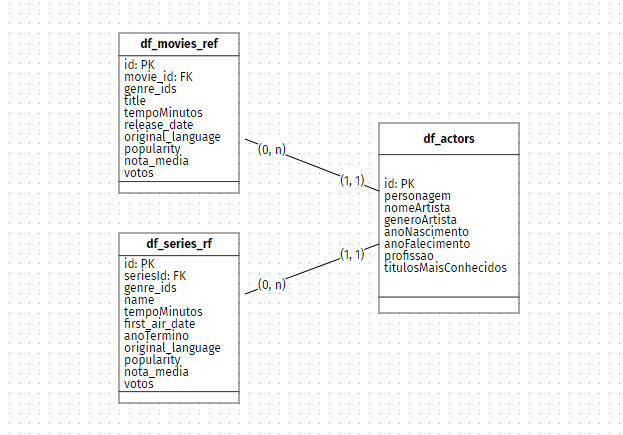 df_movies_ref
id: PK
movie_id: FK
genre_ids
title
tempoMinutos
release_date
original_language
popularity
nota_media
votos
(0, n)
(1, 1)
df_actors
id: PK
personagem
nomeArtista
generoArtista
anoNascimento
anoFalecimento
profissao
titulosMaisConhecidos
df_series_rf
id: PK
seriesId: FK
genre_ids
name
tempoMinutos
first_air_date
anoTermino
original_language
popularity
nota_media
votos
(0, n)
(1, 1)